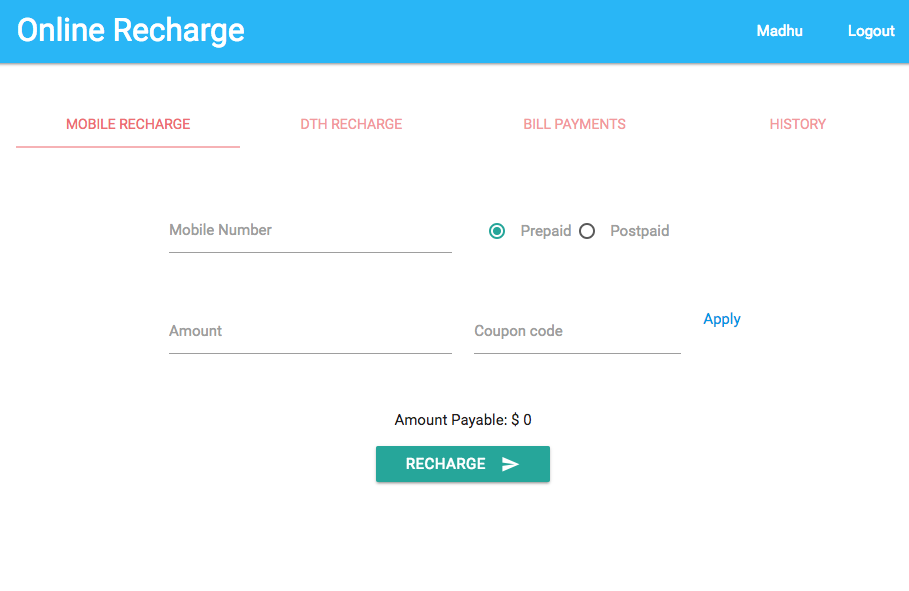 Online Recharge Madhu Logout
MOBILE RECHARGE DTH RECHARGE BILL PAYMENTS HISTORY
Mobile Number Prepaid Postpaid
Amount Coupon code Apply
Amount Payable: $ 0
RECHARGE